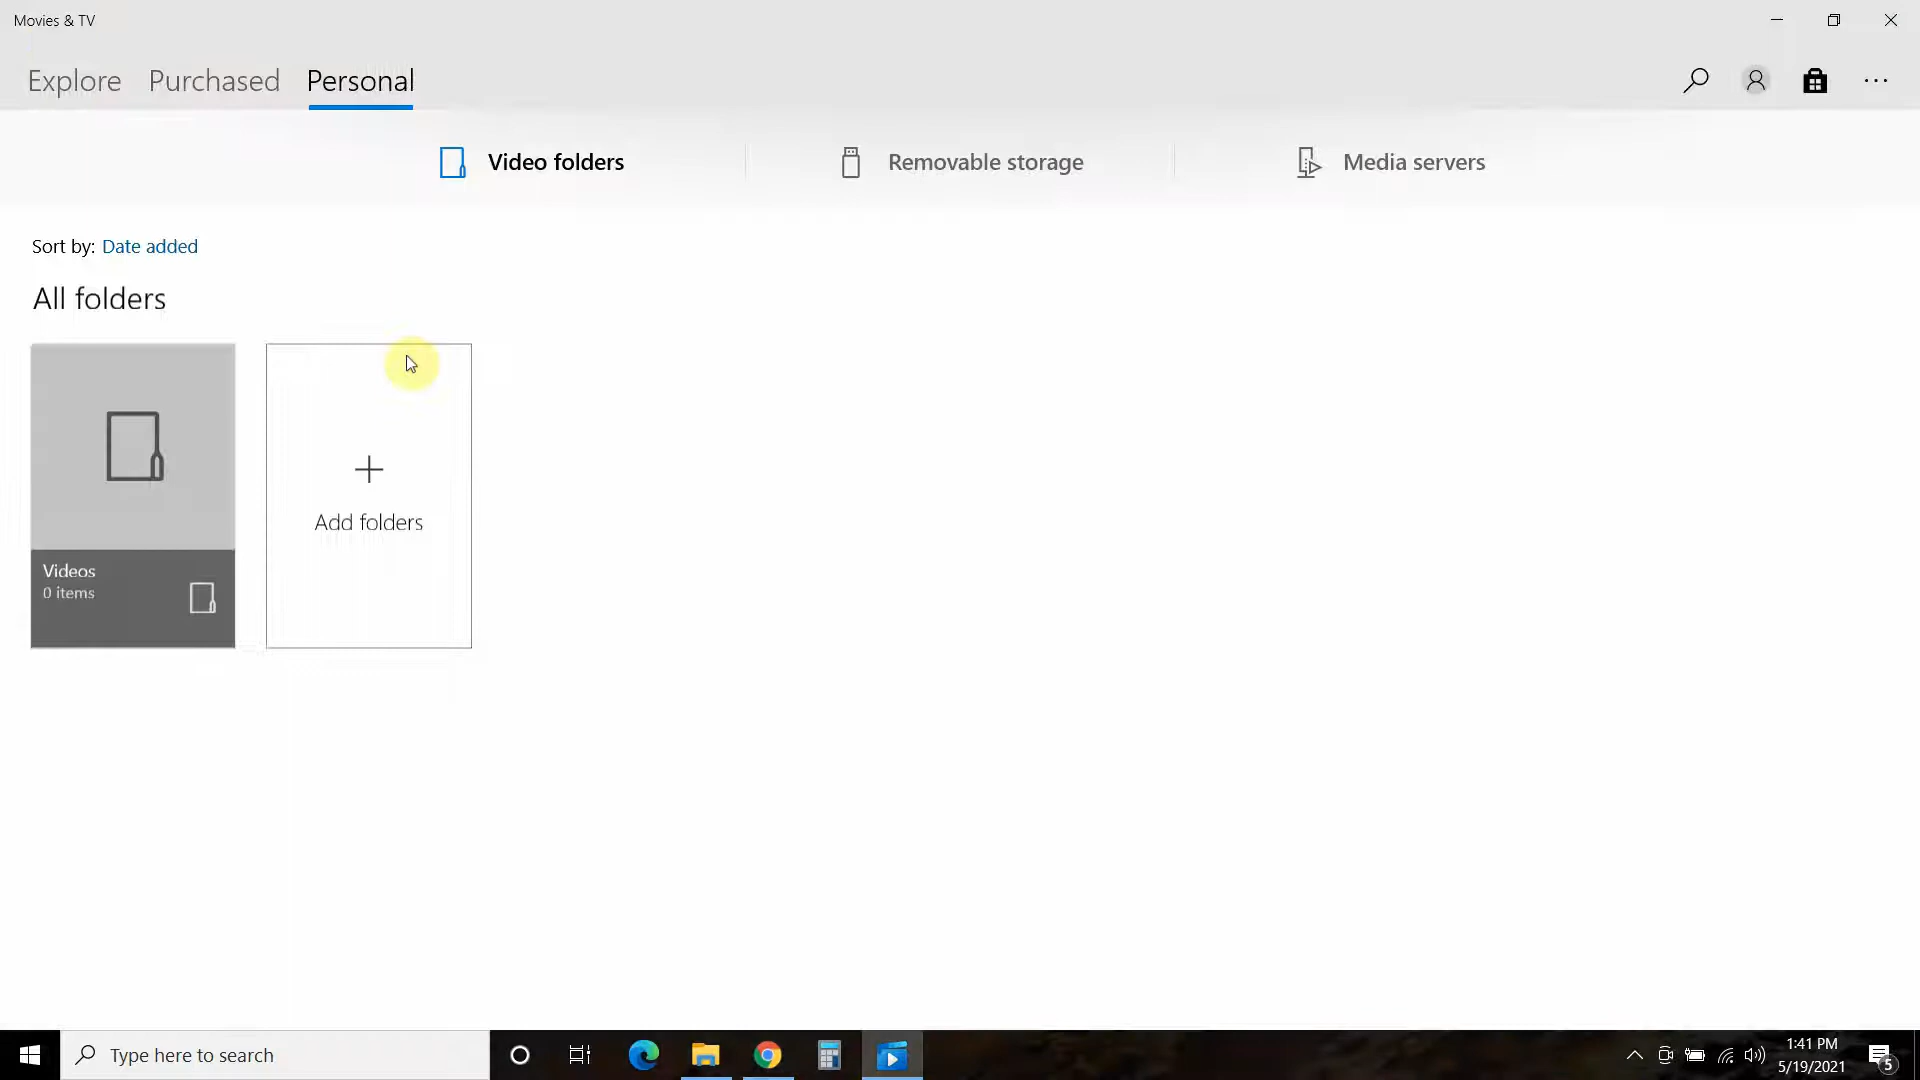 Movies & TV
Explore Purchased Personal
Video folders
Removable storage
Media servers
Sort by: Date added
All folders
Videos
0 items
Add folders
Type here to search
1:41 PM
5/19/2021
5